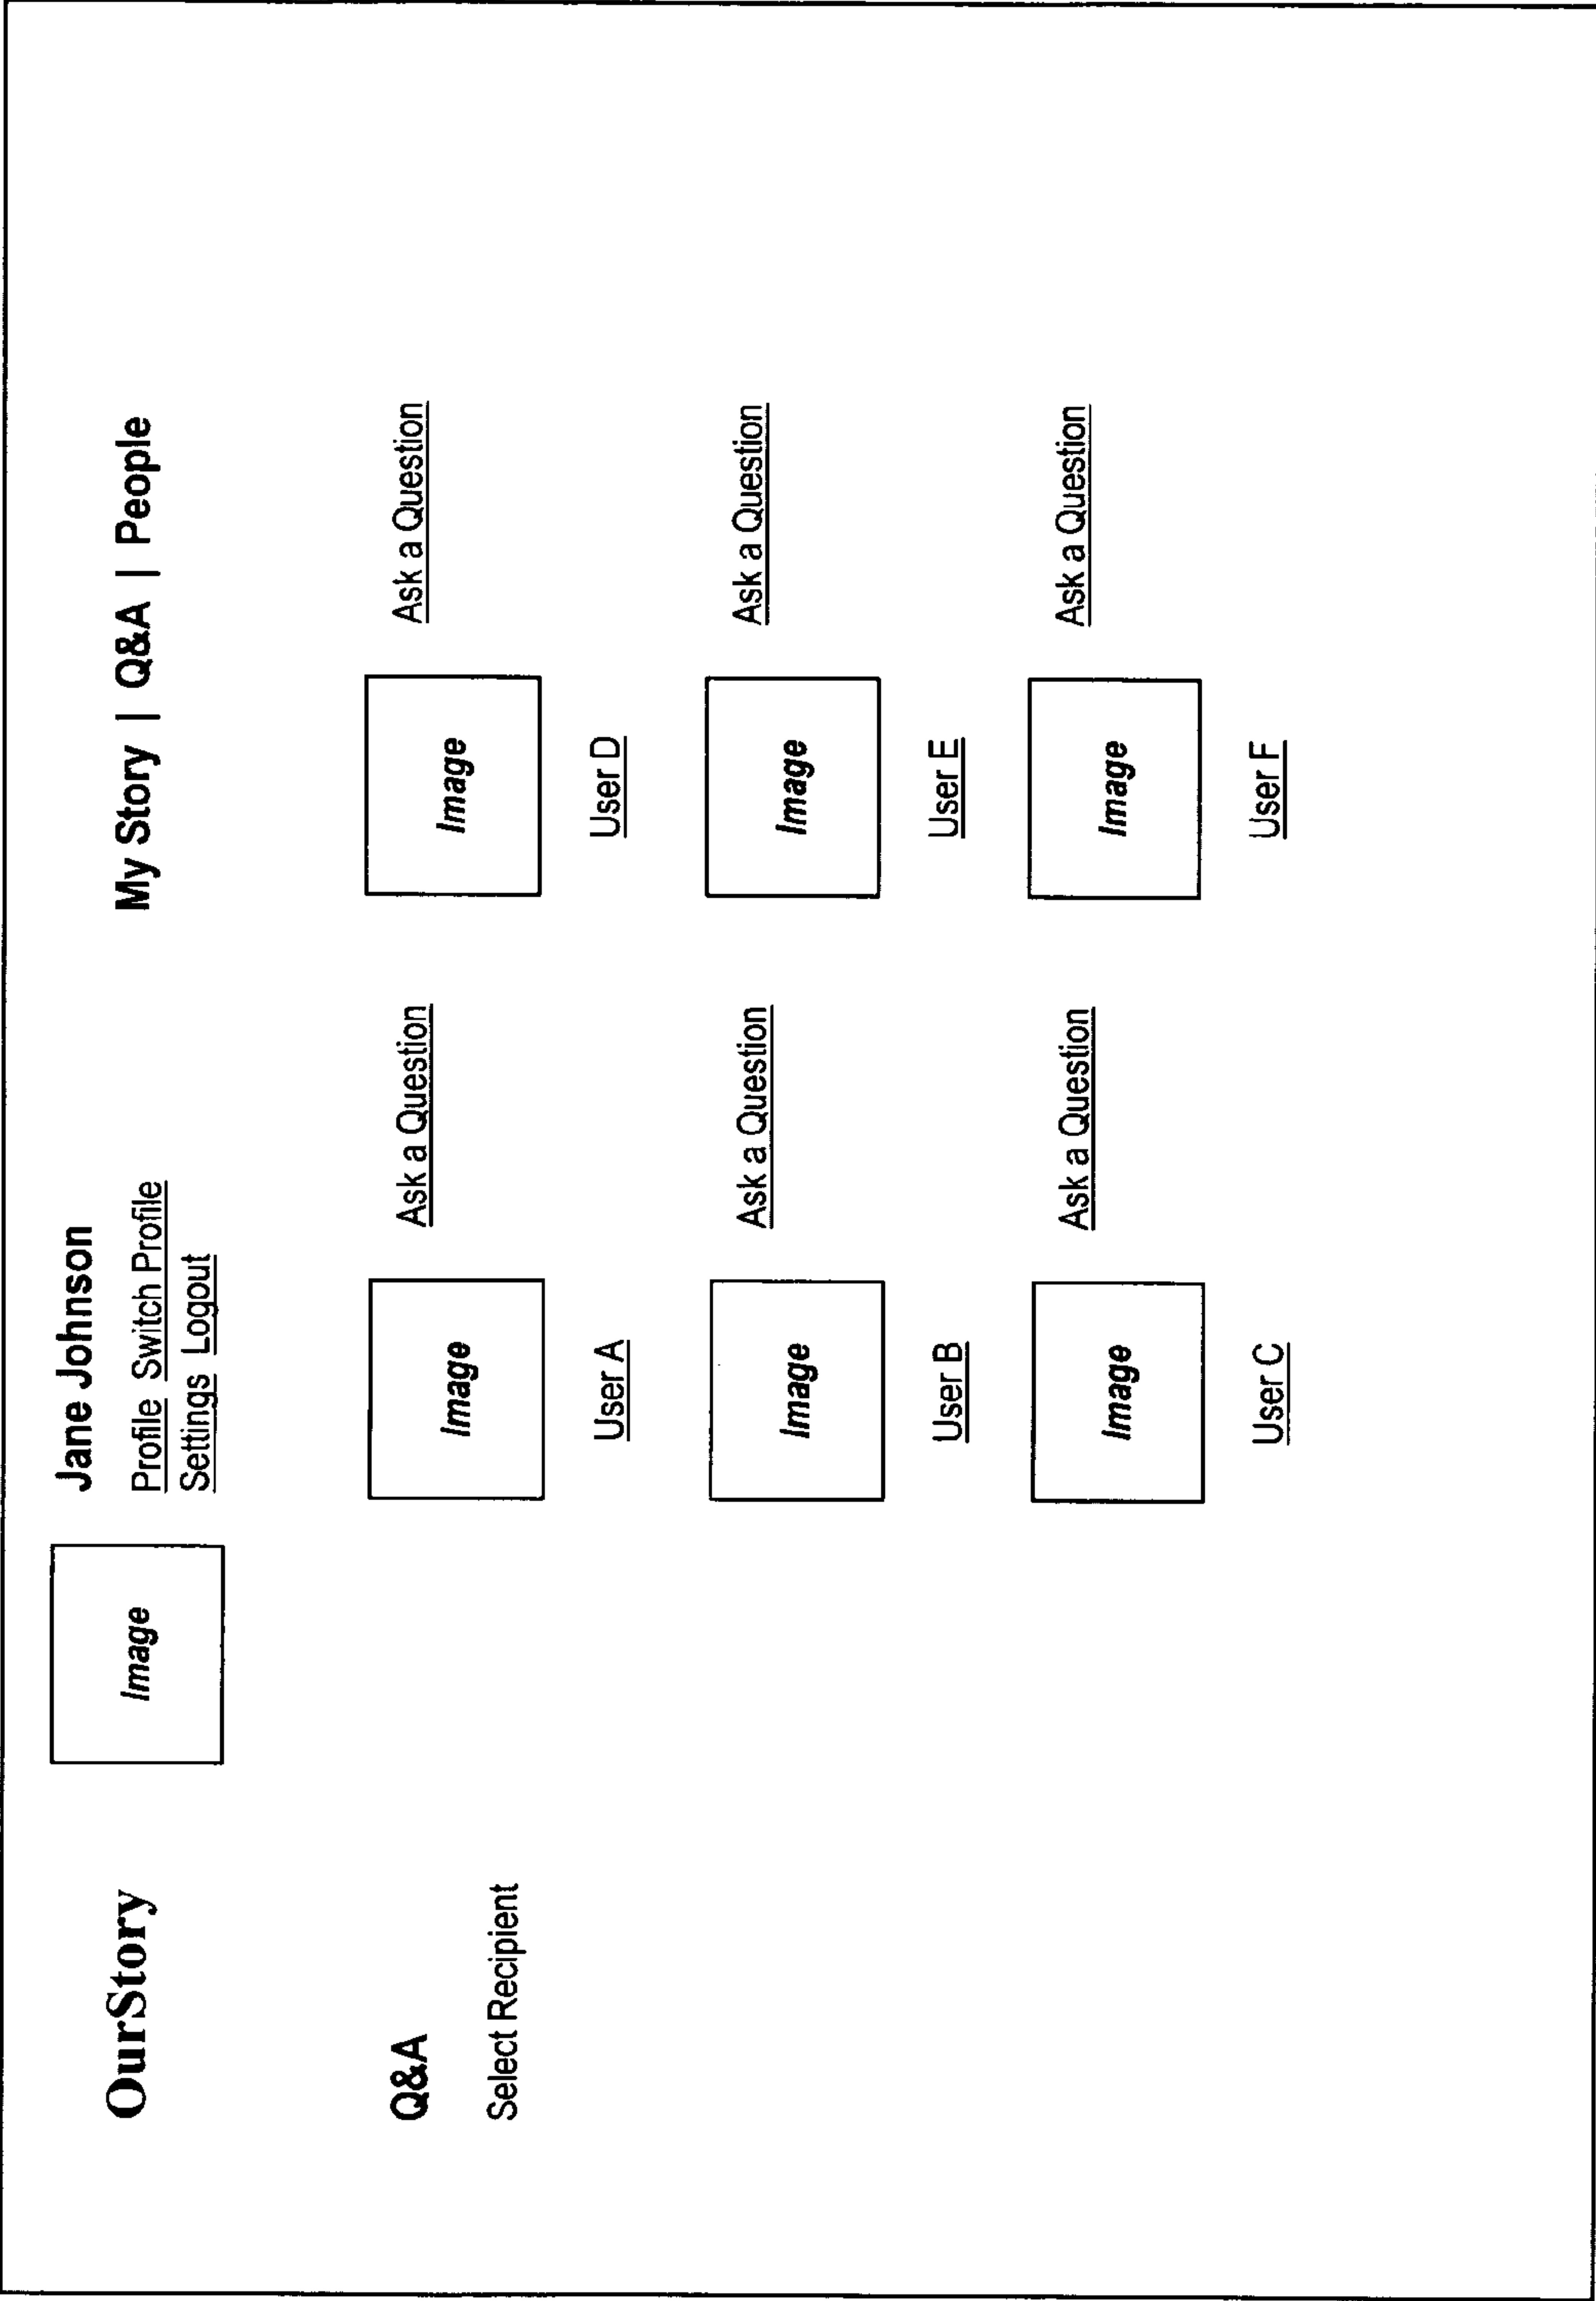 OurStory
Image
Jane Johnson
Profile Switch Profile
Settings Logout
My Story | Q&A | People
Q&A
Select Recipient
Image
Ask a Question
User A
Image
Ask a Question
User D
Image
Ask a Question
User B
Image
Ask a Question
User E
Image
Ask a Question
User C
Image
Ask a Question
User F